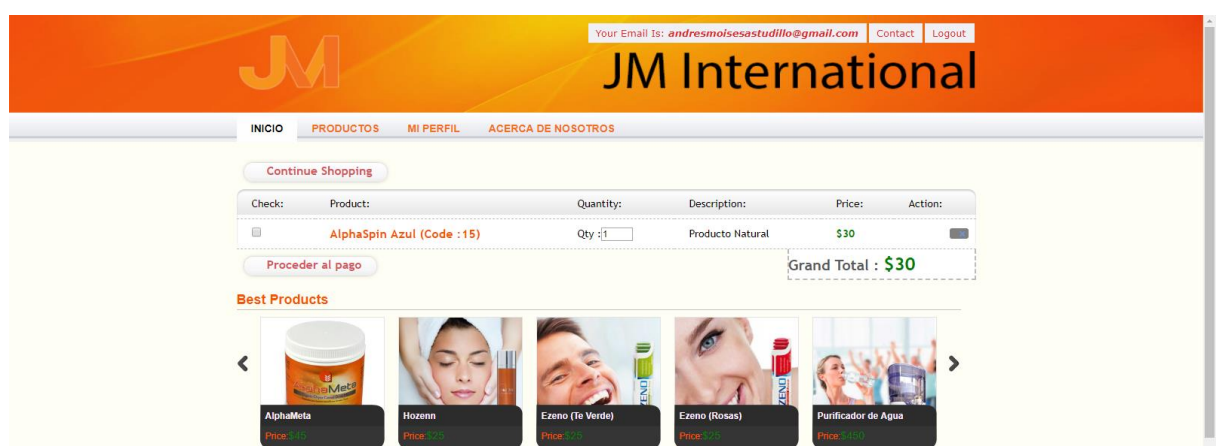 Your Email Is: andresmoisesastudillo@gmail.com Contact Logout
JM
JM International
INICIO PRODUCTOS MI PERFIL ACERCA DE NOSOTROS
Continue Shopping
Check: Product: Quantity: Description: Price: Action:
AlphaSpin Azul (Code :15) Qty :1 Producto Natural $30
Proceder al pago
Grand Total : $30
Best Products
AlphaMeta
Hozenn
Ezeno (Te Verde)
Ezeno (Rosas)
Purificador de Agua
Price:$45
Price:$25
Price:$25
Price:$25
Price:$450